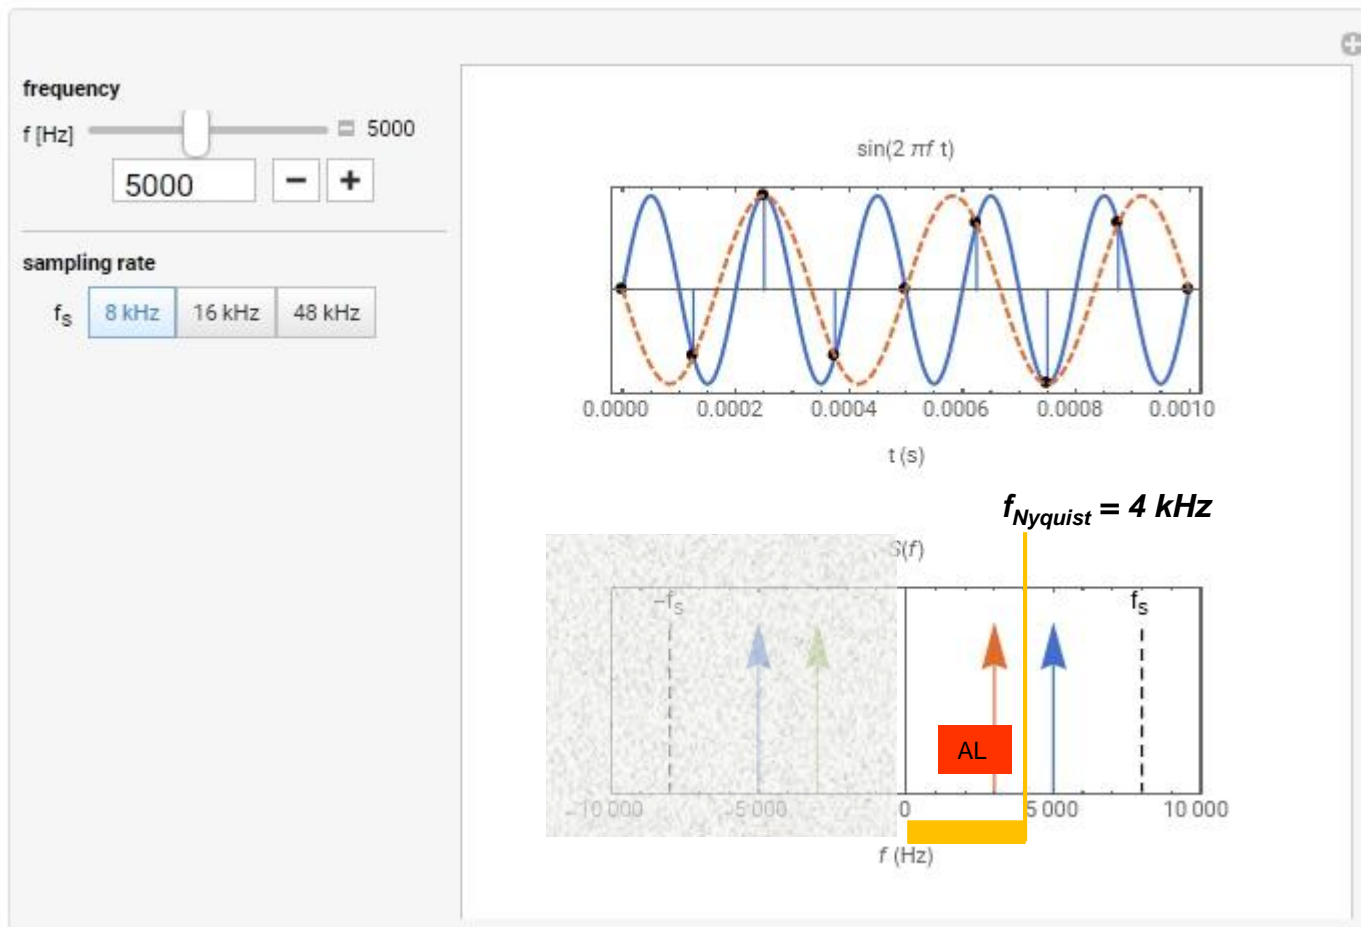 frequency
f [Hz] 5000
5000 − +
sampling rate
fs 8 kHz 16 kHz 48 kHz
sin(2 πf t)
0.0000 0.0002 0.0004 0.0006 0.0008 0.0010
t (s)
fNyquist = 4 kHz
S(f)
−fs fs
AL
−10 000 −5 000 0 5 000 10 000
f (Hz)